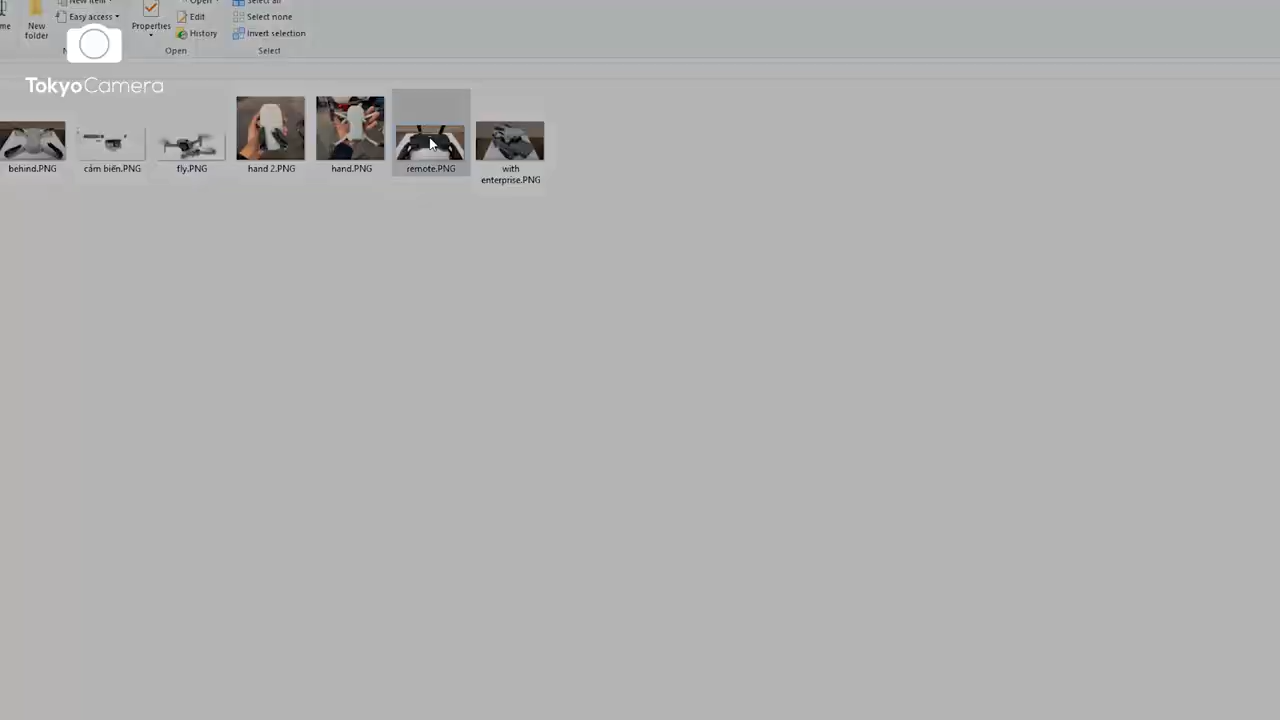 New item
Open
Select all
Easy access
Edit
Select none
New
folder
Properties
History
Invert selection
Open
Select
TokyoCamera
behind.PNG
cảm biến.PNG
fly.PNG
hand 2.PNG
hand.PNG
remote.PNG
with
enterprise.PNG